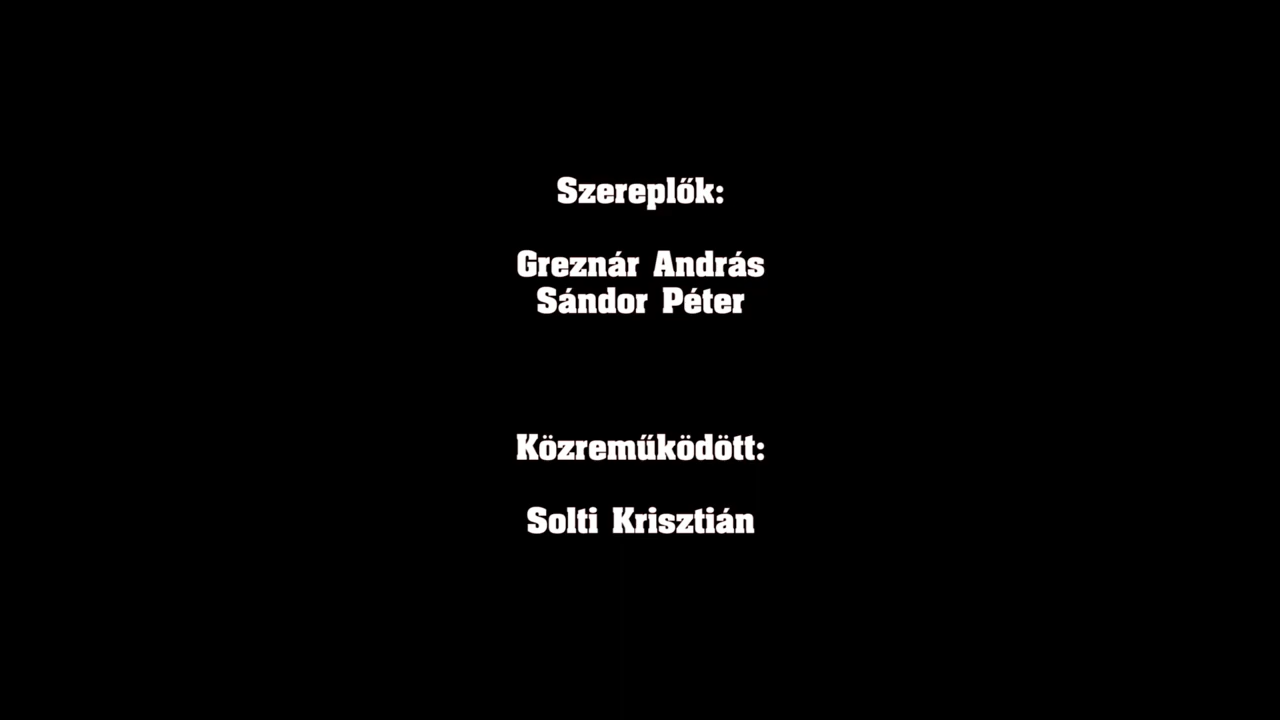 Szereplők:
Greznár András
Sándor Péter
Közreműködött:
Solti Krisztián